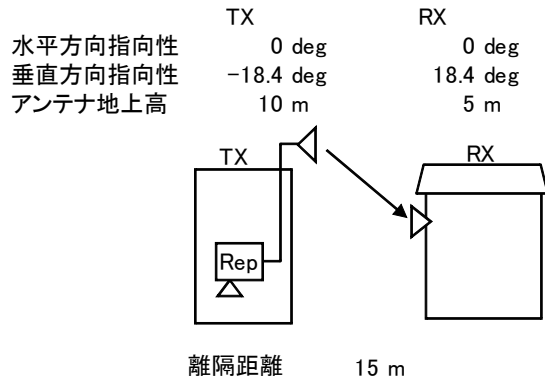 TX RX
水平方向指向性 0 deg 0 deg
垂直方向指向性 -18.4 deg 18.4 deg
アンテナ地上高 10 m 5 m
TX RX
Rep
離隔距離 15 m